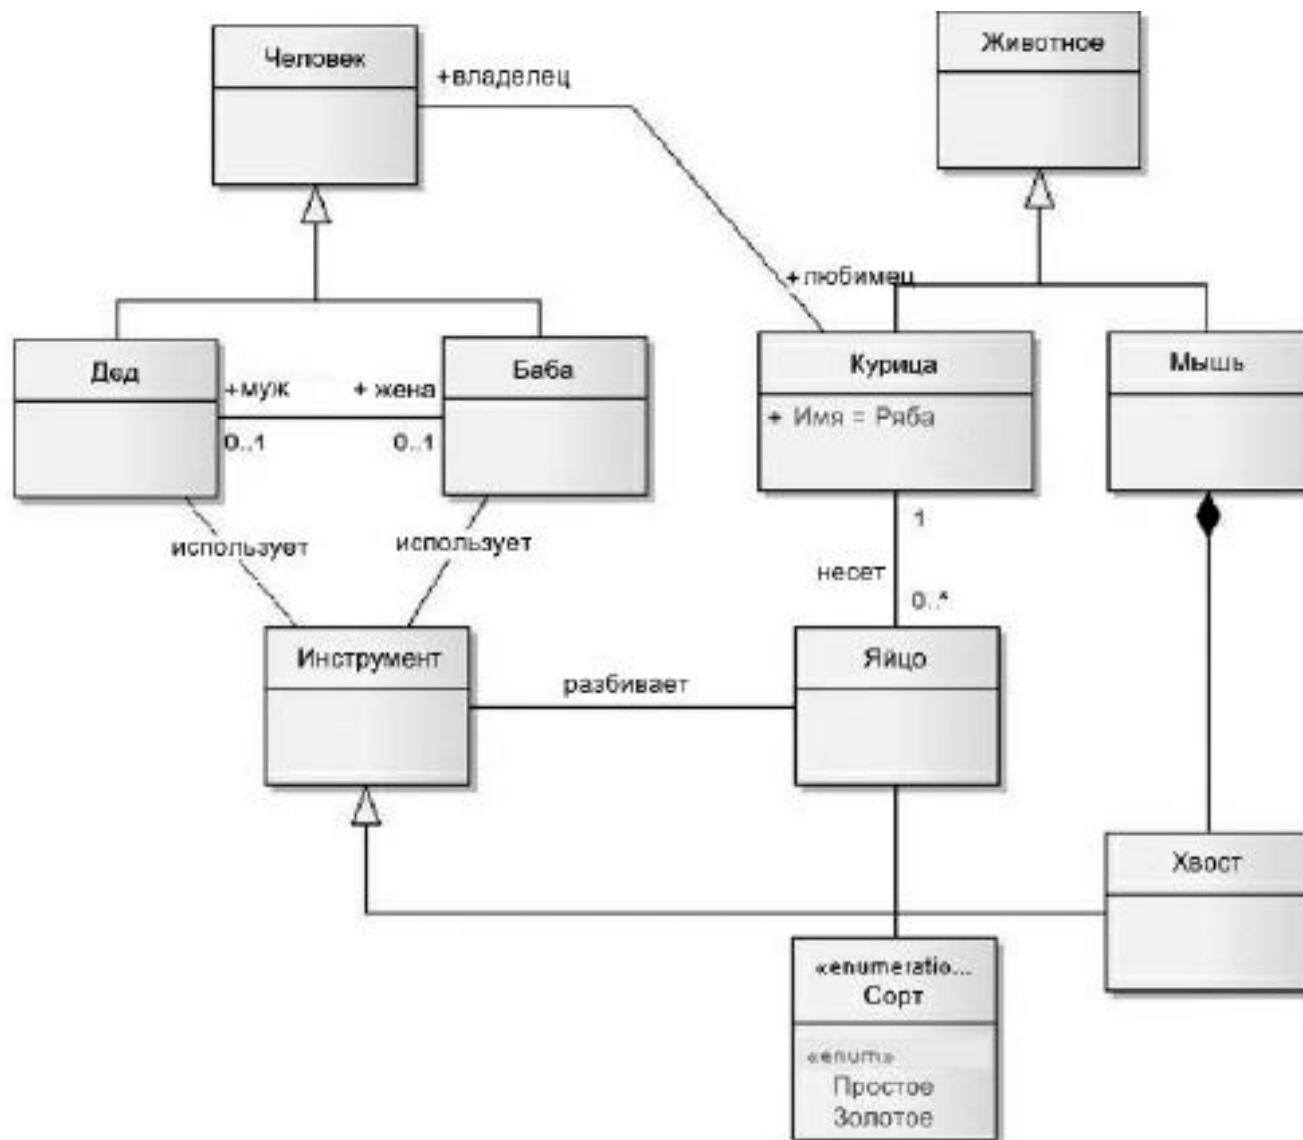 Человек
Животное
+владелец
+любимец
Дед
Баба
Курица
Мышь
+муж
+ жена
+ Имя = Ряба
0..1
0..1
1
использует
использует
несет
0..*
Инструмент
Яйцо
разбивает
Хвост
«enumeratio...
Сорт
«enum»
Простое
Золотое